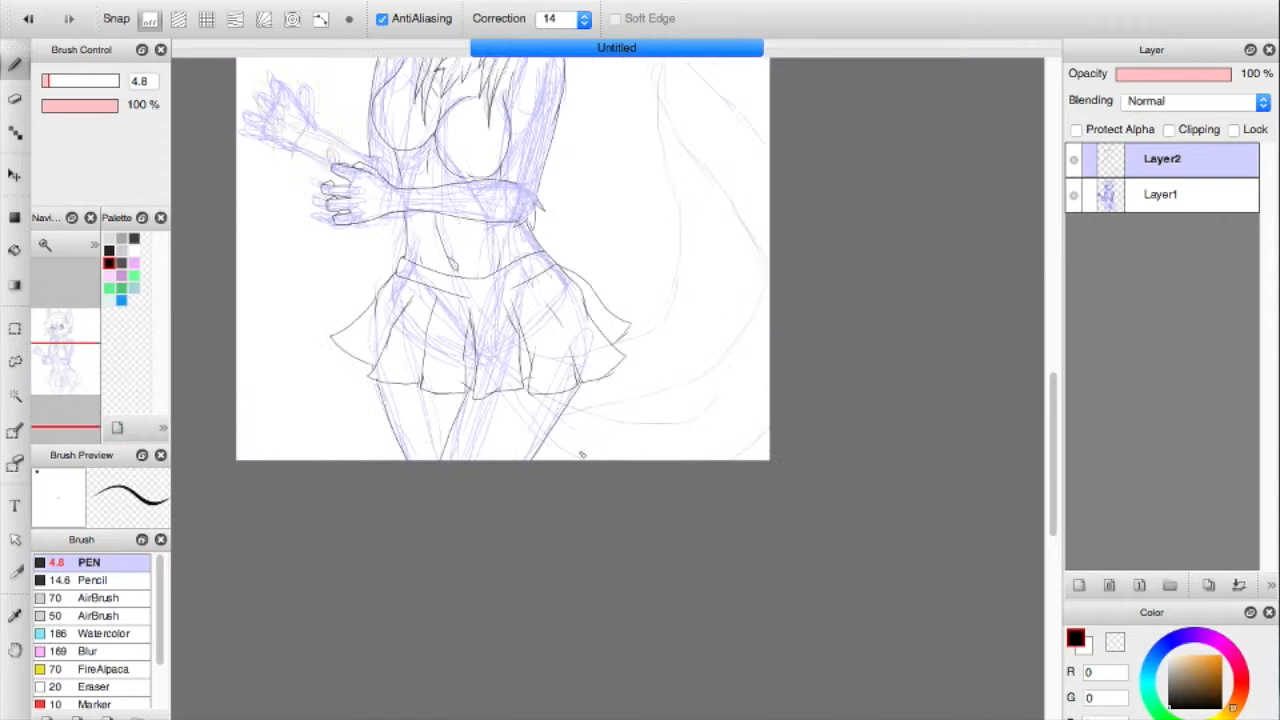 Snap off AntiAliasing Correction 14 Soft Edge
Untitled
Brush Control
4.8
100 %
Navi... Palette
Brush Preview
Brush
4.8 PEN
14.6 Pencil
70 AirBrush
50 AirBrush
186 Watercolor
169 Blur
70 FireAlpaca
20 Eraser
10 Marker
Layer
Opacity 100 %
Blending Normal
Protect Alpha Clipping Lock
Layer2
Layer1
Color
R 0
G 0